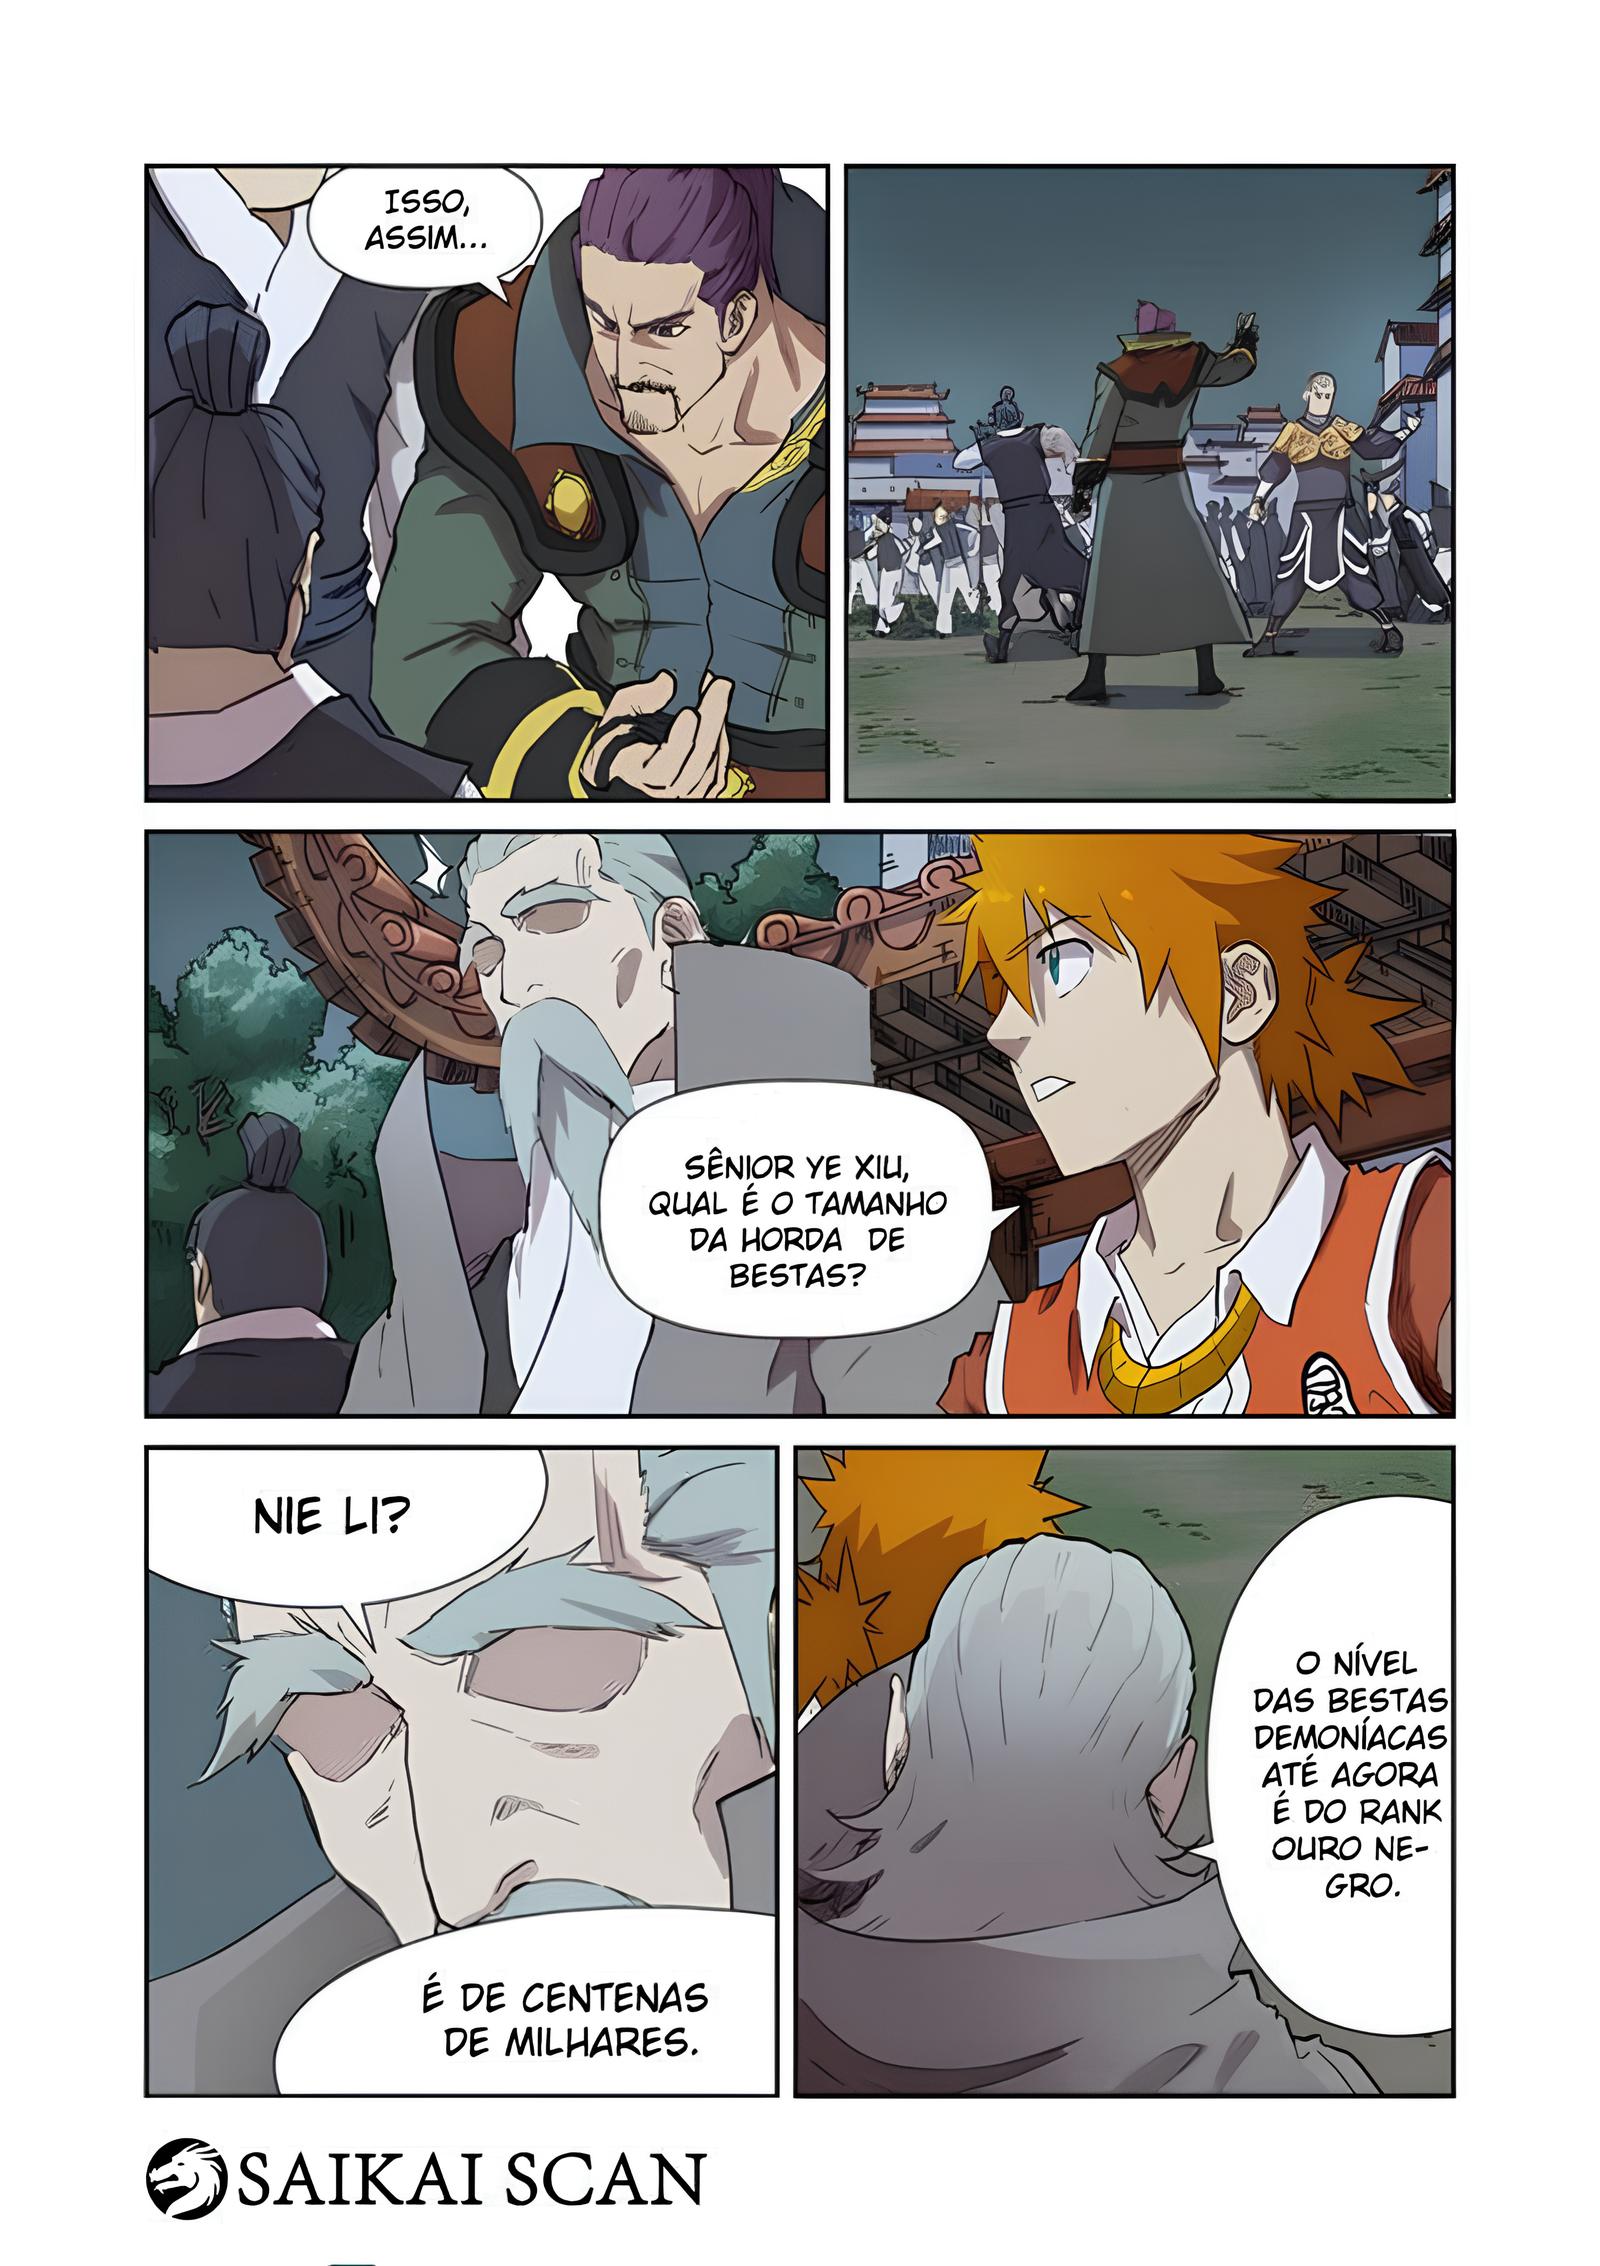 ISSO,
ASSIM...
SÊNIOR YE XIU,
QUAL É O TAMANHO
DA HORDA DE
BESTAS?
NIE LI?
É DE CENTENAS
DE MILHARES.
O NÍVEL
DAS BESTAS
DEMONÍACAS
ATÉ AGORA
É DO RANK
OURO NE-
GRO.
SAIKAI SCAN